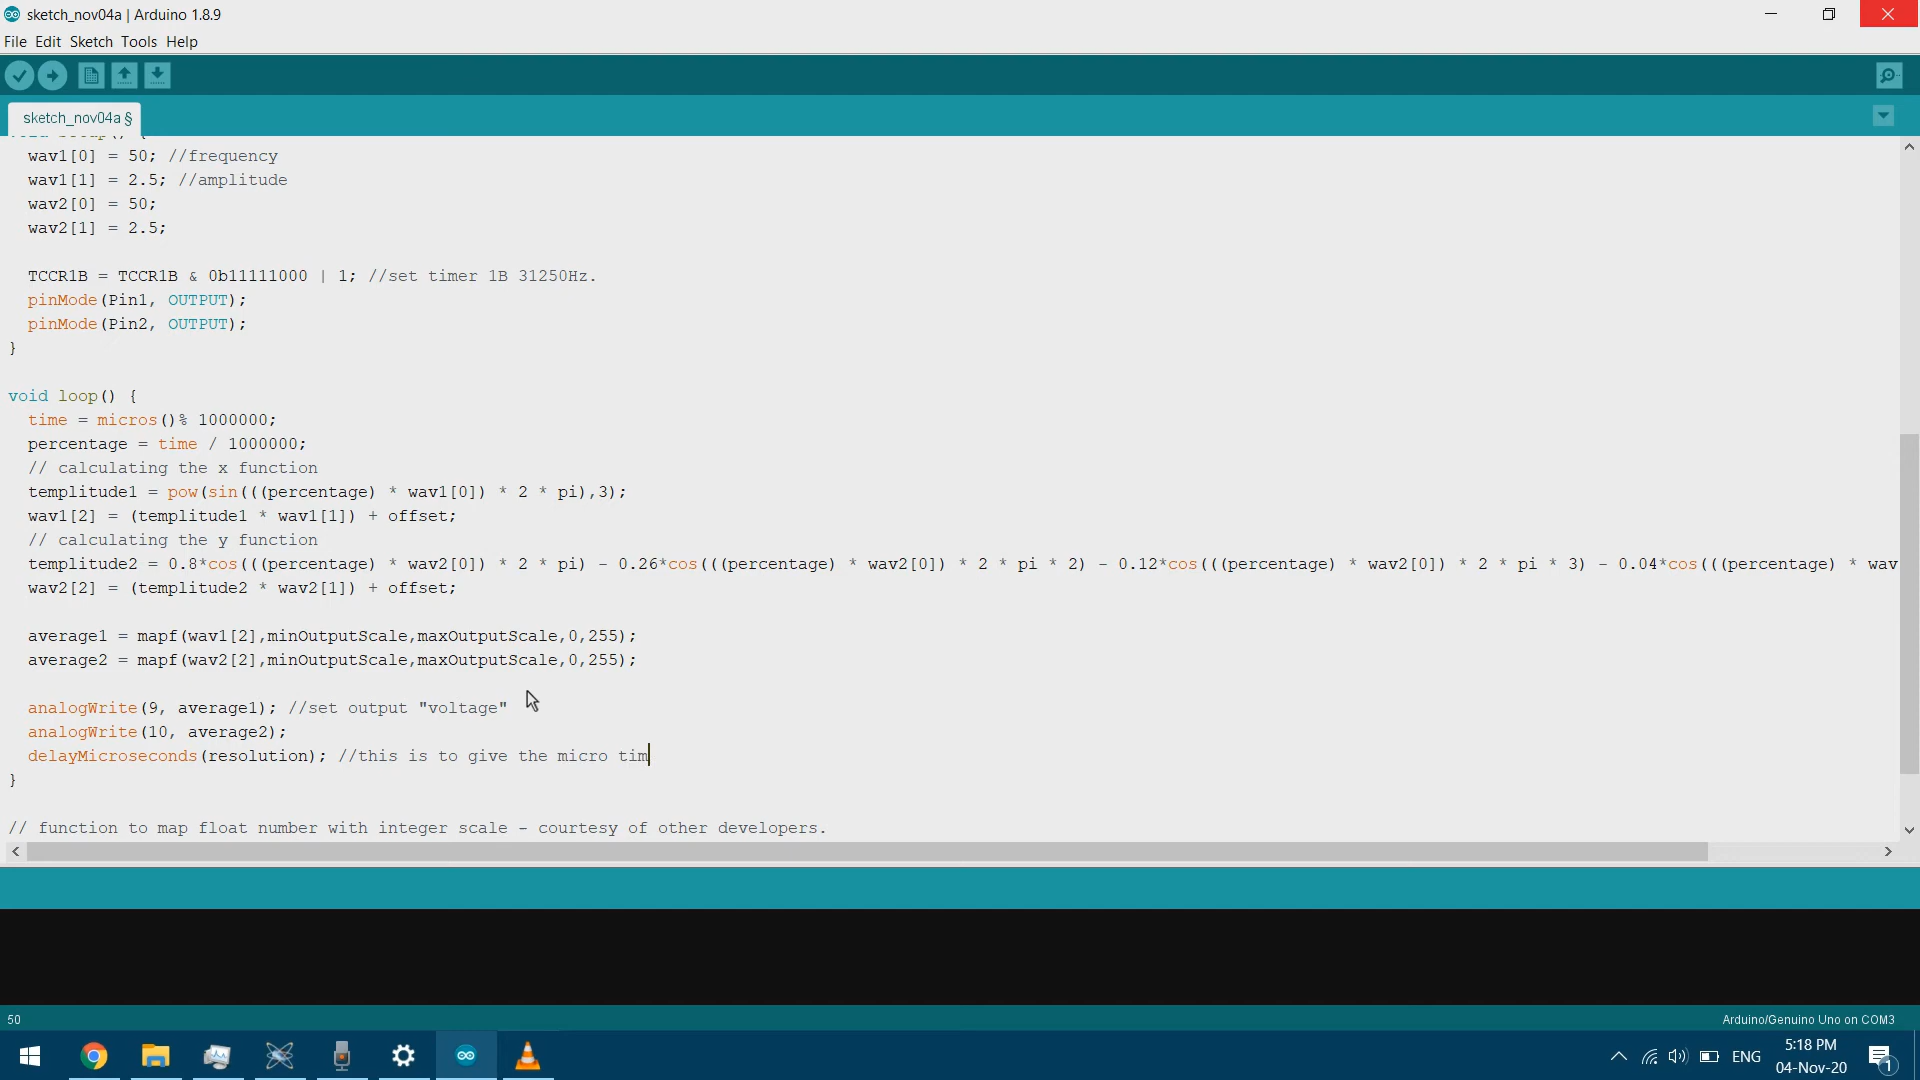 sketch_nov04a | Arduino 1.8.9
File Edit Sketch Tools Help
sketch_nov04a §
wav1[0] = 50; //frequency
wav1[1] = 2.5; //amplitude
wav2[0] = 50;
wav2[1] = 2.5;
TCCR1B = TCCR1B & 0b11111000 | 1; //set timer 1B 31250Hz.
pinMode(Pin1, OUTPUT);
pinMode(Pin2, OUTPUT);
}
void loop() {
time = micros()% 1000000;
percentage = time / 1000000;
// calculating the x function
templitude1 = pow(sin(((percentage) * wav1[0]) * 2 * pi),3);
wav1[2] = (templitude1 * wav1[1]) + offset;
// calculating the y function
templitude2 = 0.8*cos(((percentage) * wav2[0]) * 2 * pi) - 0.26*cos(((percentage) * wav2[0]) * 2 * pi * 2) - 0.12*cos(((percentage) * wav2[0]) * 2 * pi * 3) - 0.04*cos(((percentage) * wav
wav2[2] = (templitude2 * wav2[1]) + offset;
average1 = mapf(wav1[2],minOutputScale,maxOutputScale,0,255);
average2 = mapf(wav2[2],minOutputScale,maxOutputScale,0,255);
analogWrite(9, average1); //set output "voltage"
analogWrite(10, average2);
delayMicroseconds(resolution); //this is to give the micro tim
}
// function to map float number with integer scale - courtesy of other developers.
50
Arduino/Genuino Uno on COM3
ENG
5:18 PM
04-Nov-20
1